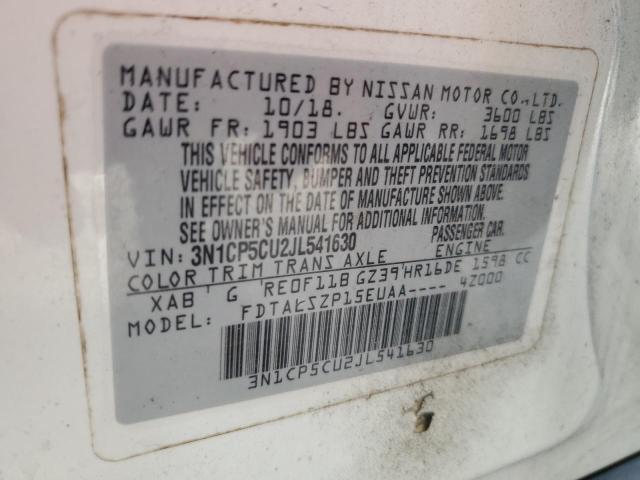 MANUFACTURED BY NISSAN MOTOR CO.,LTD.
DATE: 10/18. GVWR: 3600 LBS
GAWR FR: 1903 LBS GAWR RR: 1698 LBS
THIS VEHICLE CONFORMS TO ALL APPLICABLE FEDERAL MOTOR
VEHICLE SAFETY, BUMPER AND THEFT PREVENTION STANDARDS
IN EFFECT ON THE DATE OF MANUFACTURE SHOWN ABOVE.
SEE OWNER'S MANUAL FOR ADDITIONAL INFORMATION.
VIN: 3N1CP5CU2JL541630 PASSENGER CAR.
COLOR TRIM TRANS AXLE ENGINE
XAB ' G 'RE0F11B GZ39'HR16DE 1598 CC
MODEL: FDTALSZP15EUAA---- 4Z000
3N1CP5CU2JL541630